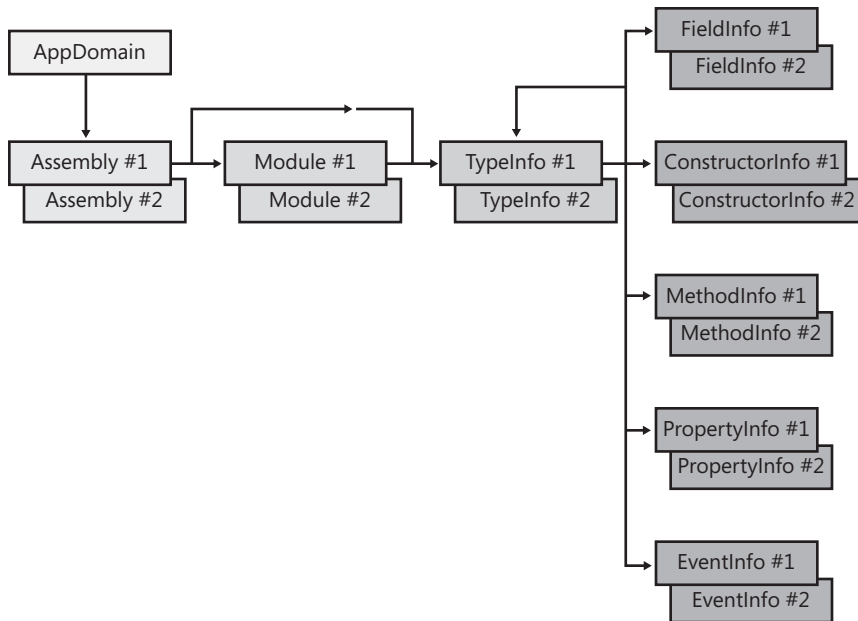 AppDomain
Assembly #1
Assembly #2
Module #1
Module #2
TypeInfo #1
TypeInfo #2
FieldInfo #1
FieldInfo #2
ConstructorInfo #1
ConstructorInfo #2
MethodInfo #1
MethodInfo #2
PropertyInfo #1
PropertyInfo #2
EventInfo #1
EventInfo #2